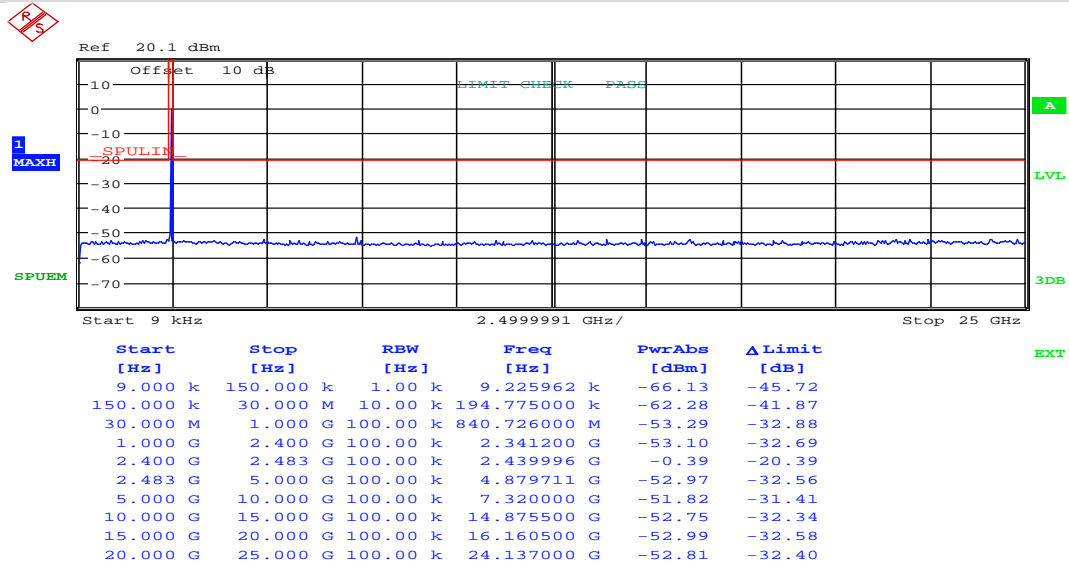 R S
Ref 20.1 dBm
Offset 10 dB
10
LIMIT CHECK PASS
A
0
-10
1
MAXH
_SPULIN_
-20
LVL
-30
-40
-50
-60
SPUEM
-70
3DB
Start 9 kHz 2.4999991 GHz/ Stop 25 GHz
Start Stop RBW Freq PwrAbs ΔLimit
EXT
[Hz] [Hz] [Hz] [Hz] [dBm] [dB]
9.000 k 150.000 k 1.00 k 9.225962 k -66.13 -45.72
150.000 k 30.000 M 10.00 k 194.775000 k -62.28 -41.87
30.000 M 1.000 G 100.00 k 840.726000 M -53.29 -32.88
1.000 G 2.400 G 100.00 k 2.341200 G -53.10 -32.69
2.400 G 2.483 G 100.00 k 2.439996 G -0.39 -20.39
2.483 G 5.000 G 100.00 k 4.879711 G -52.97 -32.56
5.000 G 10.000 G 100.00 k 7.320000 G -51.82 -31.41
10.000 G 15.000 G 100.00 k 14.875500 G -52.75 -32.34
15.000 G 20.000 G 100.00 k 16.160500 G -52.99 -32.58
20.000 G 25.000 G 100.00 k 24.137000 G -52.81 -32.40